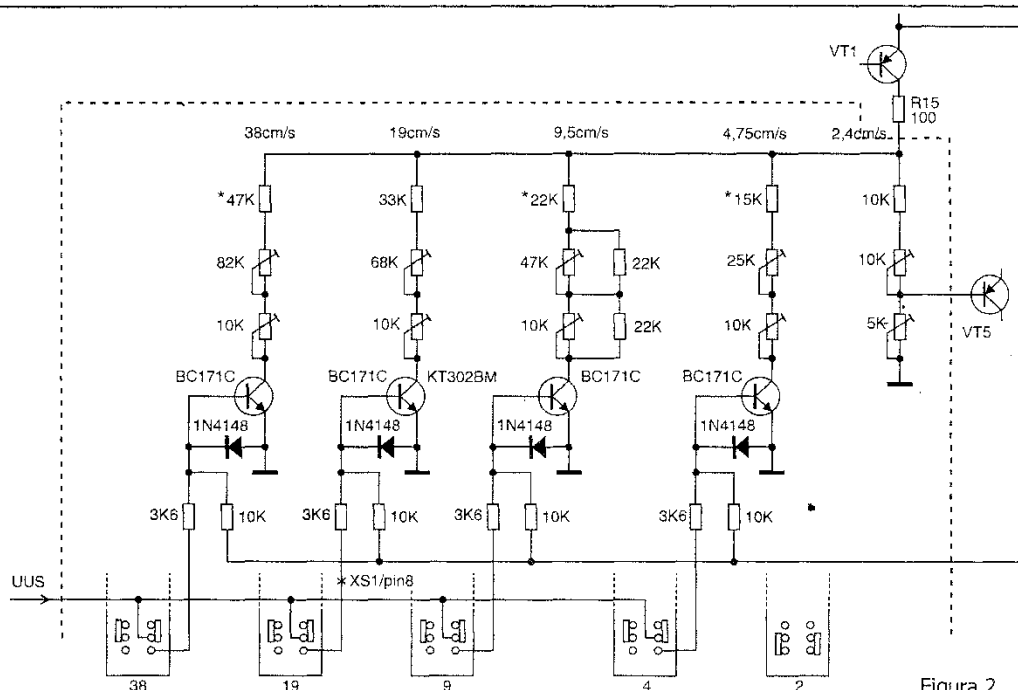 VT1
R15
100
38cm/s 19cm/s 9,5cm/s 4,75cm/s 2,4cm/s
*47K 33K *22K *15K 10K
82K 68K 47K 22K 25K 10K
10K 10K 10K 22K 10K 5K
VT5
BC171C BC171C KT302BM BC171C BC171C
1N4148 1N4148 1N4148 1N4148
3K6 10K 3K6 10K 3K6 10K 3K6 10K
UUS
* XS1/pin8
38 19 9 4 2
Figura 2